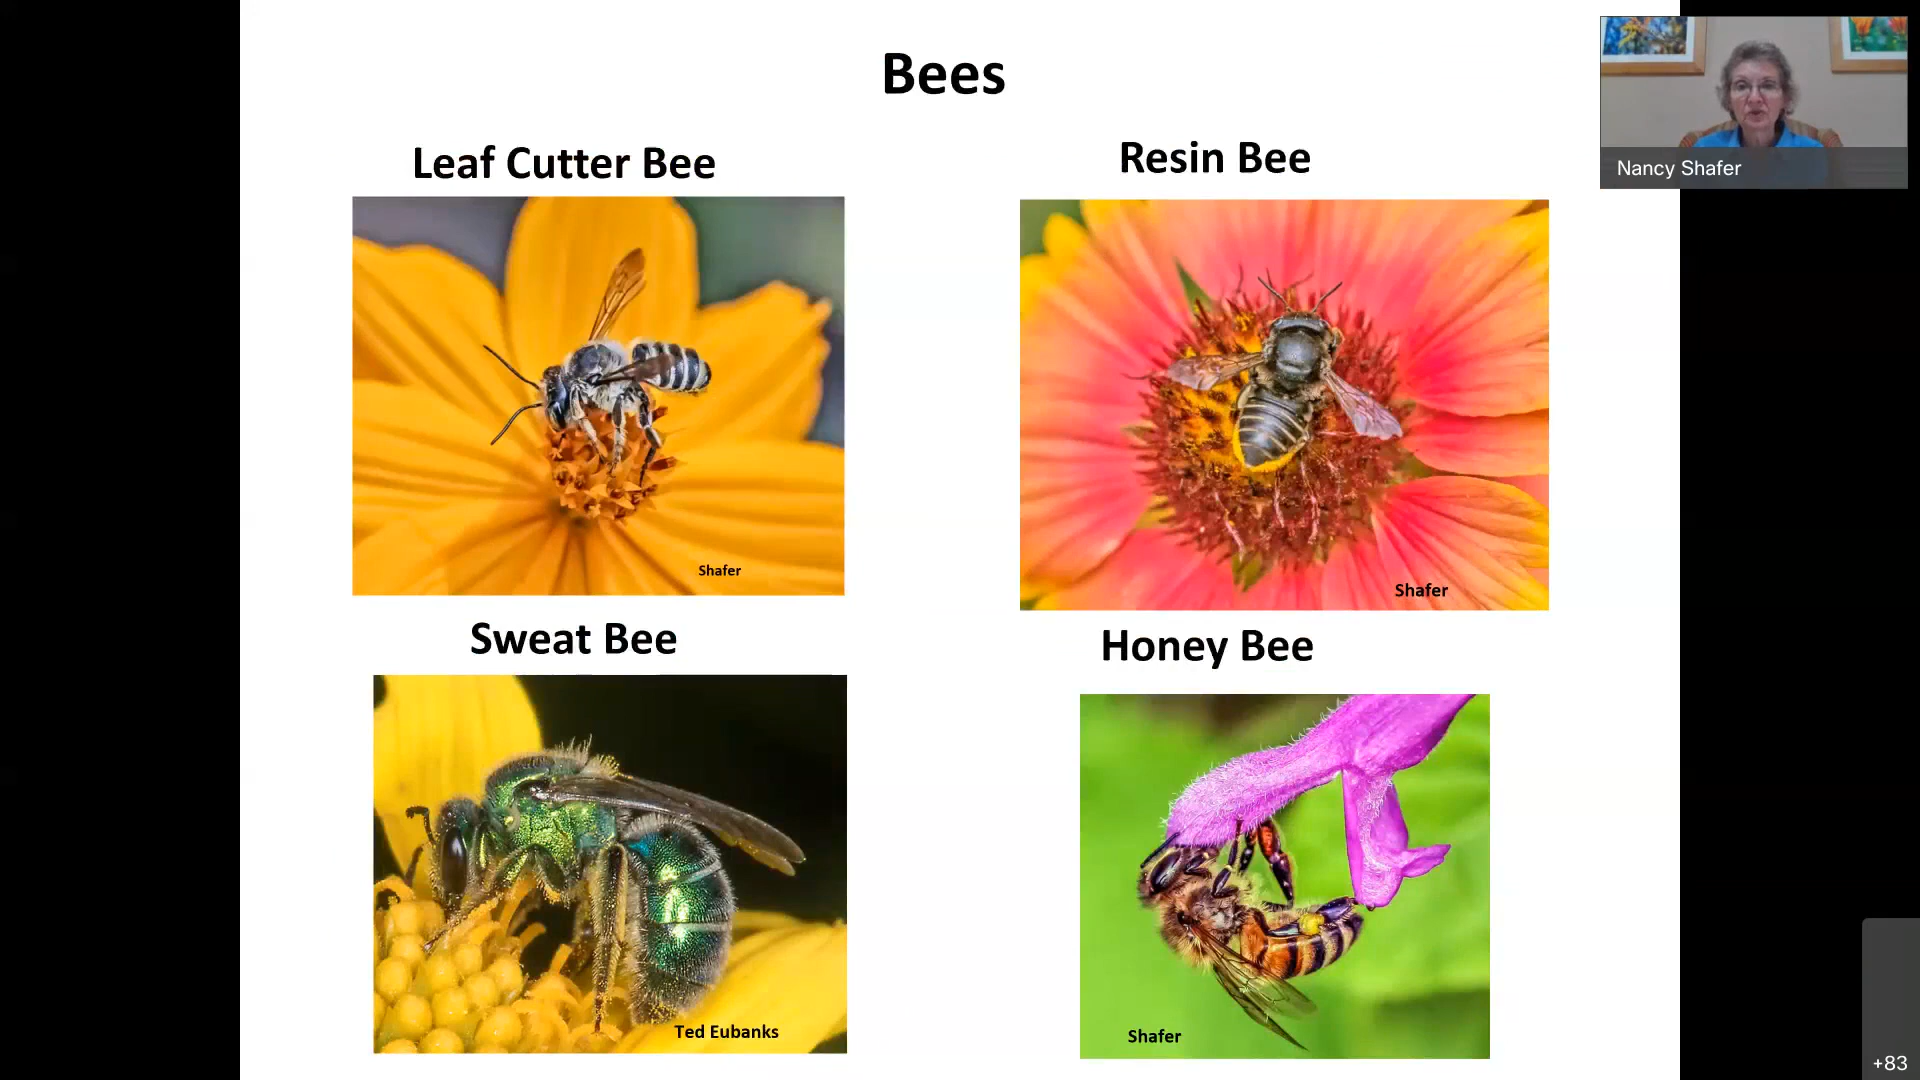 Bees
Leaf Cutter Bee
Resin Bee
Nancy Shafer
Shafer
Shafer
Sweat Bee
Honey Bee
Ted Eubanks
Shafer
+83